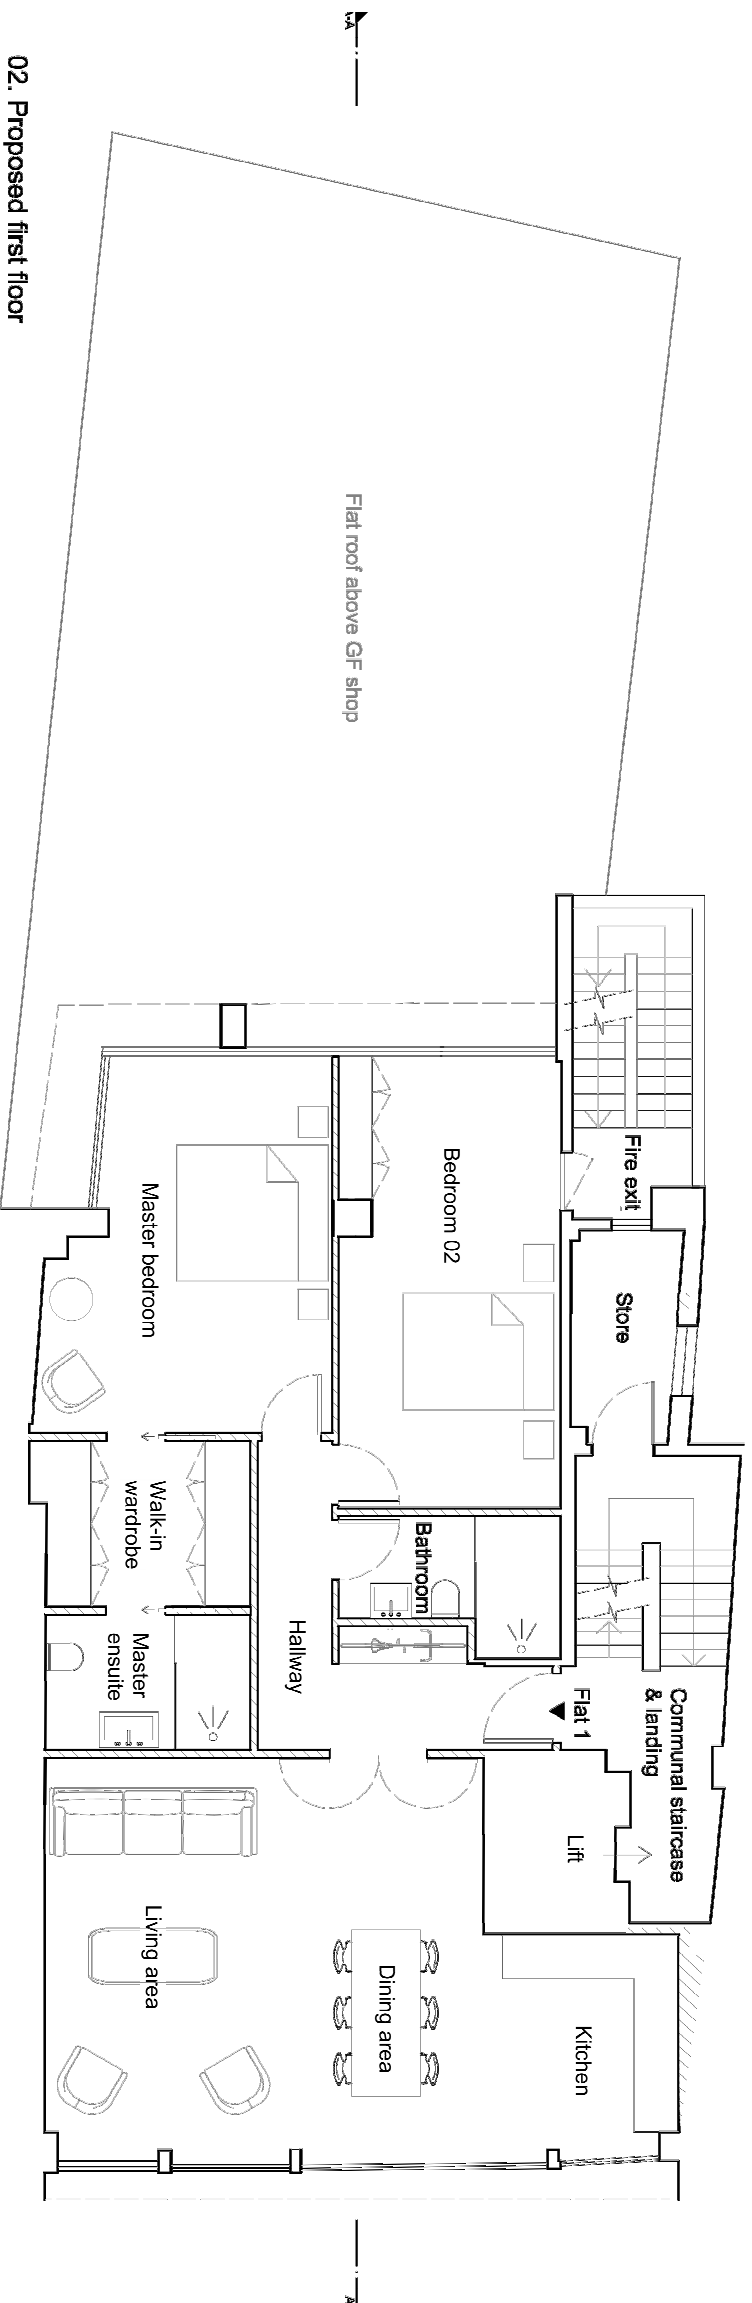 02. Proposed first floor
Flat roof above GF shop
Fire exit
Store
Bedroom 02
Master bedroom
Walk-in
wardrobe
Bathroom
Hallway
Master
ensuite
Flat 1
Communal staircase
& landing
Lift
Living area
Dining area
Kitchen